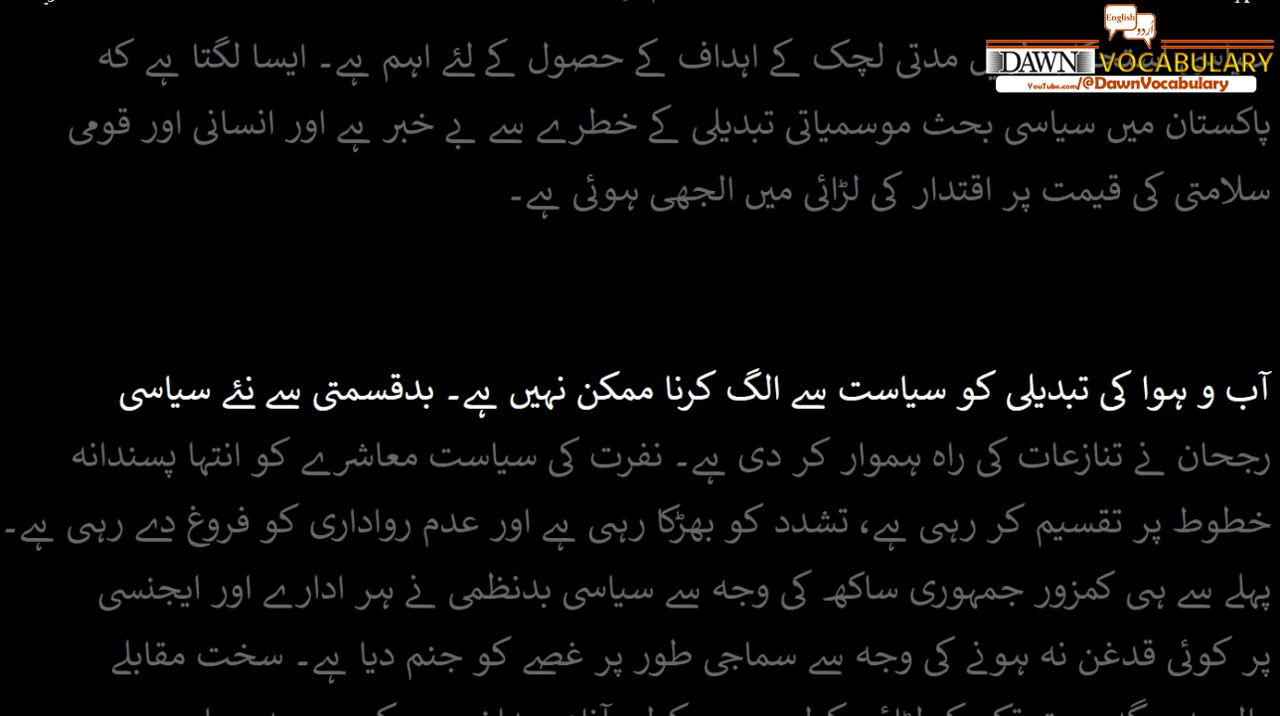 مدتی لچک کے اہداف کے حصول کے لئے اہم ہے۔ ایسا لگتا ہے کہ
پاکستان میں سیاسی بحث موسمیاتی تبدیلی کے خطرے سے بے خبر ہے اور انسانی اور قومی
سلامتی کی قیمت پر اقتدار کی لڑائی میں الجھی ہوئی ہے۔
آب و ہوا کی تبدیلی کو سیاست سے الگ کرنا ممکن نہیں ہے۔ بدقسمتی سے نئے سیاسی
رجحان نے تنازعات کی راہ ہموار کر دی ہے۔ نفرت کی سیاست معاشرے کو انتہا پسندانہ
خطوط پر تقسیم کر رہی ہے، تشدد کو بھڑکا رہی ہے اور عدم رواداری کو فروغ دے رہی ہے۔
پہلے سے ہی کمزور جمہوری ساکھ کی وجہ سے سیاسی بدنظمی نے ہر ادارے اور ایجنسی
پر کوئی قدغن نہ ہونے کی وجہ سے سماجی طور پر غصے کو جنم دیا ہے۔ سخت مقابلے
English
اردو
DAWN VOCABULARY
YouTube.com/@DawnVocabulary